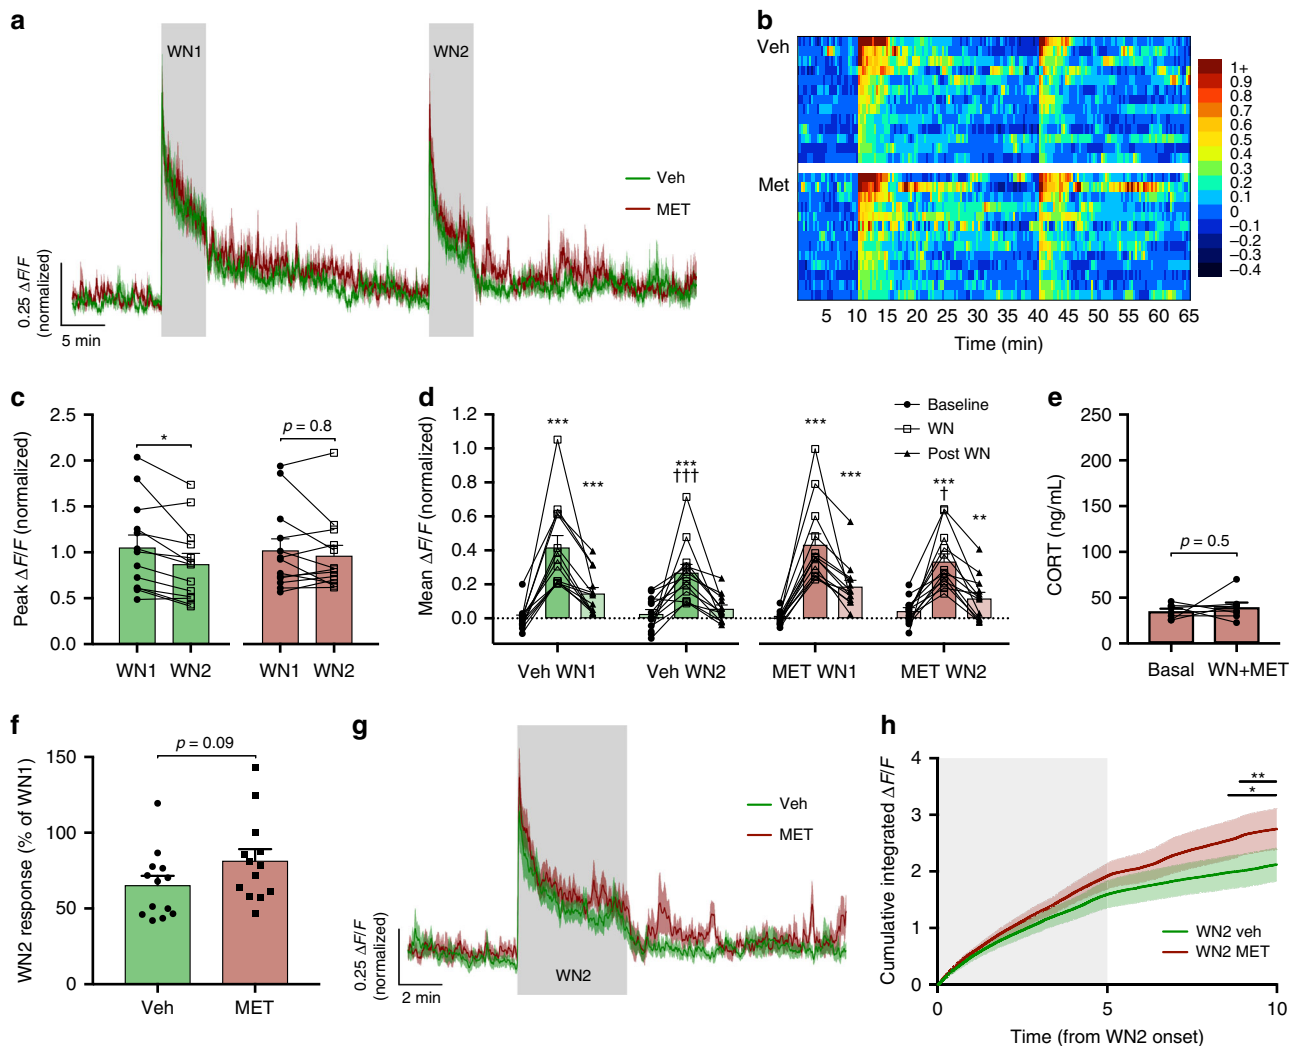 a
WN1
WN2
Veh
MET
0.25 ΔF/F
(normalized)
5 min
b
Veh
Met
1+
0.9
0.8
0.7
0.6
0.5
0.4
0.3
0.2
0.1
0
−0.1
−0.2
−0.3
−0.4
5 10 15 20 25 30 35 40 45 50 55 60 65
Time (min)
c
Peak ΔF/F (normalized)
2.5
2.0
1.5
1.0
0.5
0.0
*
p = 0.8
WN1 WN2 WN1 WN2
d
Mean ΔF/F (normalized)
1.2
1.0
0.8
0.6
0.4
0.2
0.0
Baseline
WN
Post WN
*** *** *** ††† *** *** *** † **
Veh WN1 Veh WN2 MET WN1 MET WN2
e
CORT (ng/mL)
250
200
150
100
50
0
p = 0.5
Basal WN+MET
f
WN2 response (% of WN1)
150
100
50
0
p = 0.09
Veh MET
g
Veh
MET
WN2
0.25 ΔF/F
(normalized)
2 min
h
Cumulative integrated ΔF/F
4
3
2
1
0
**
*
WN2 veh
WN2 MET
0 5 10
Time (from WN2 onset)